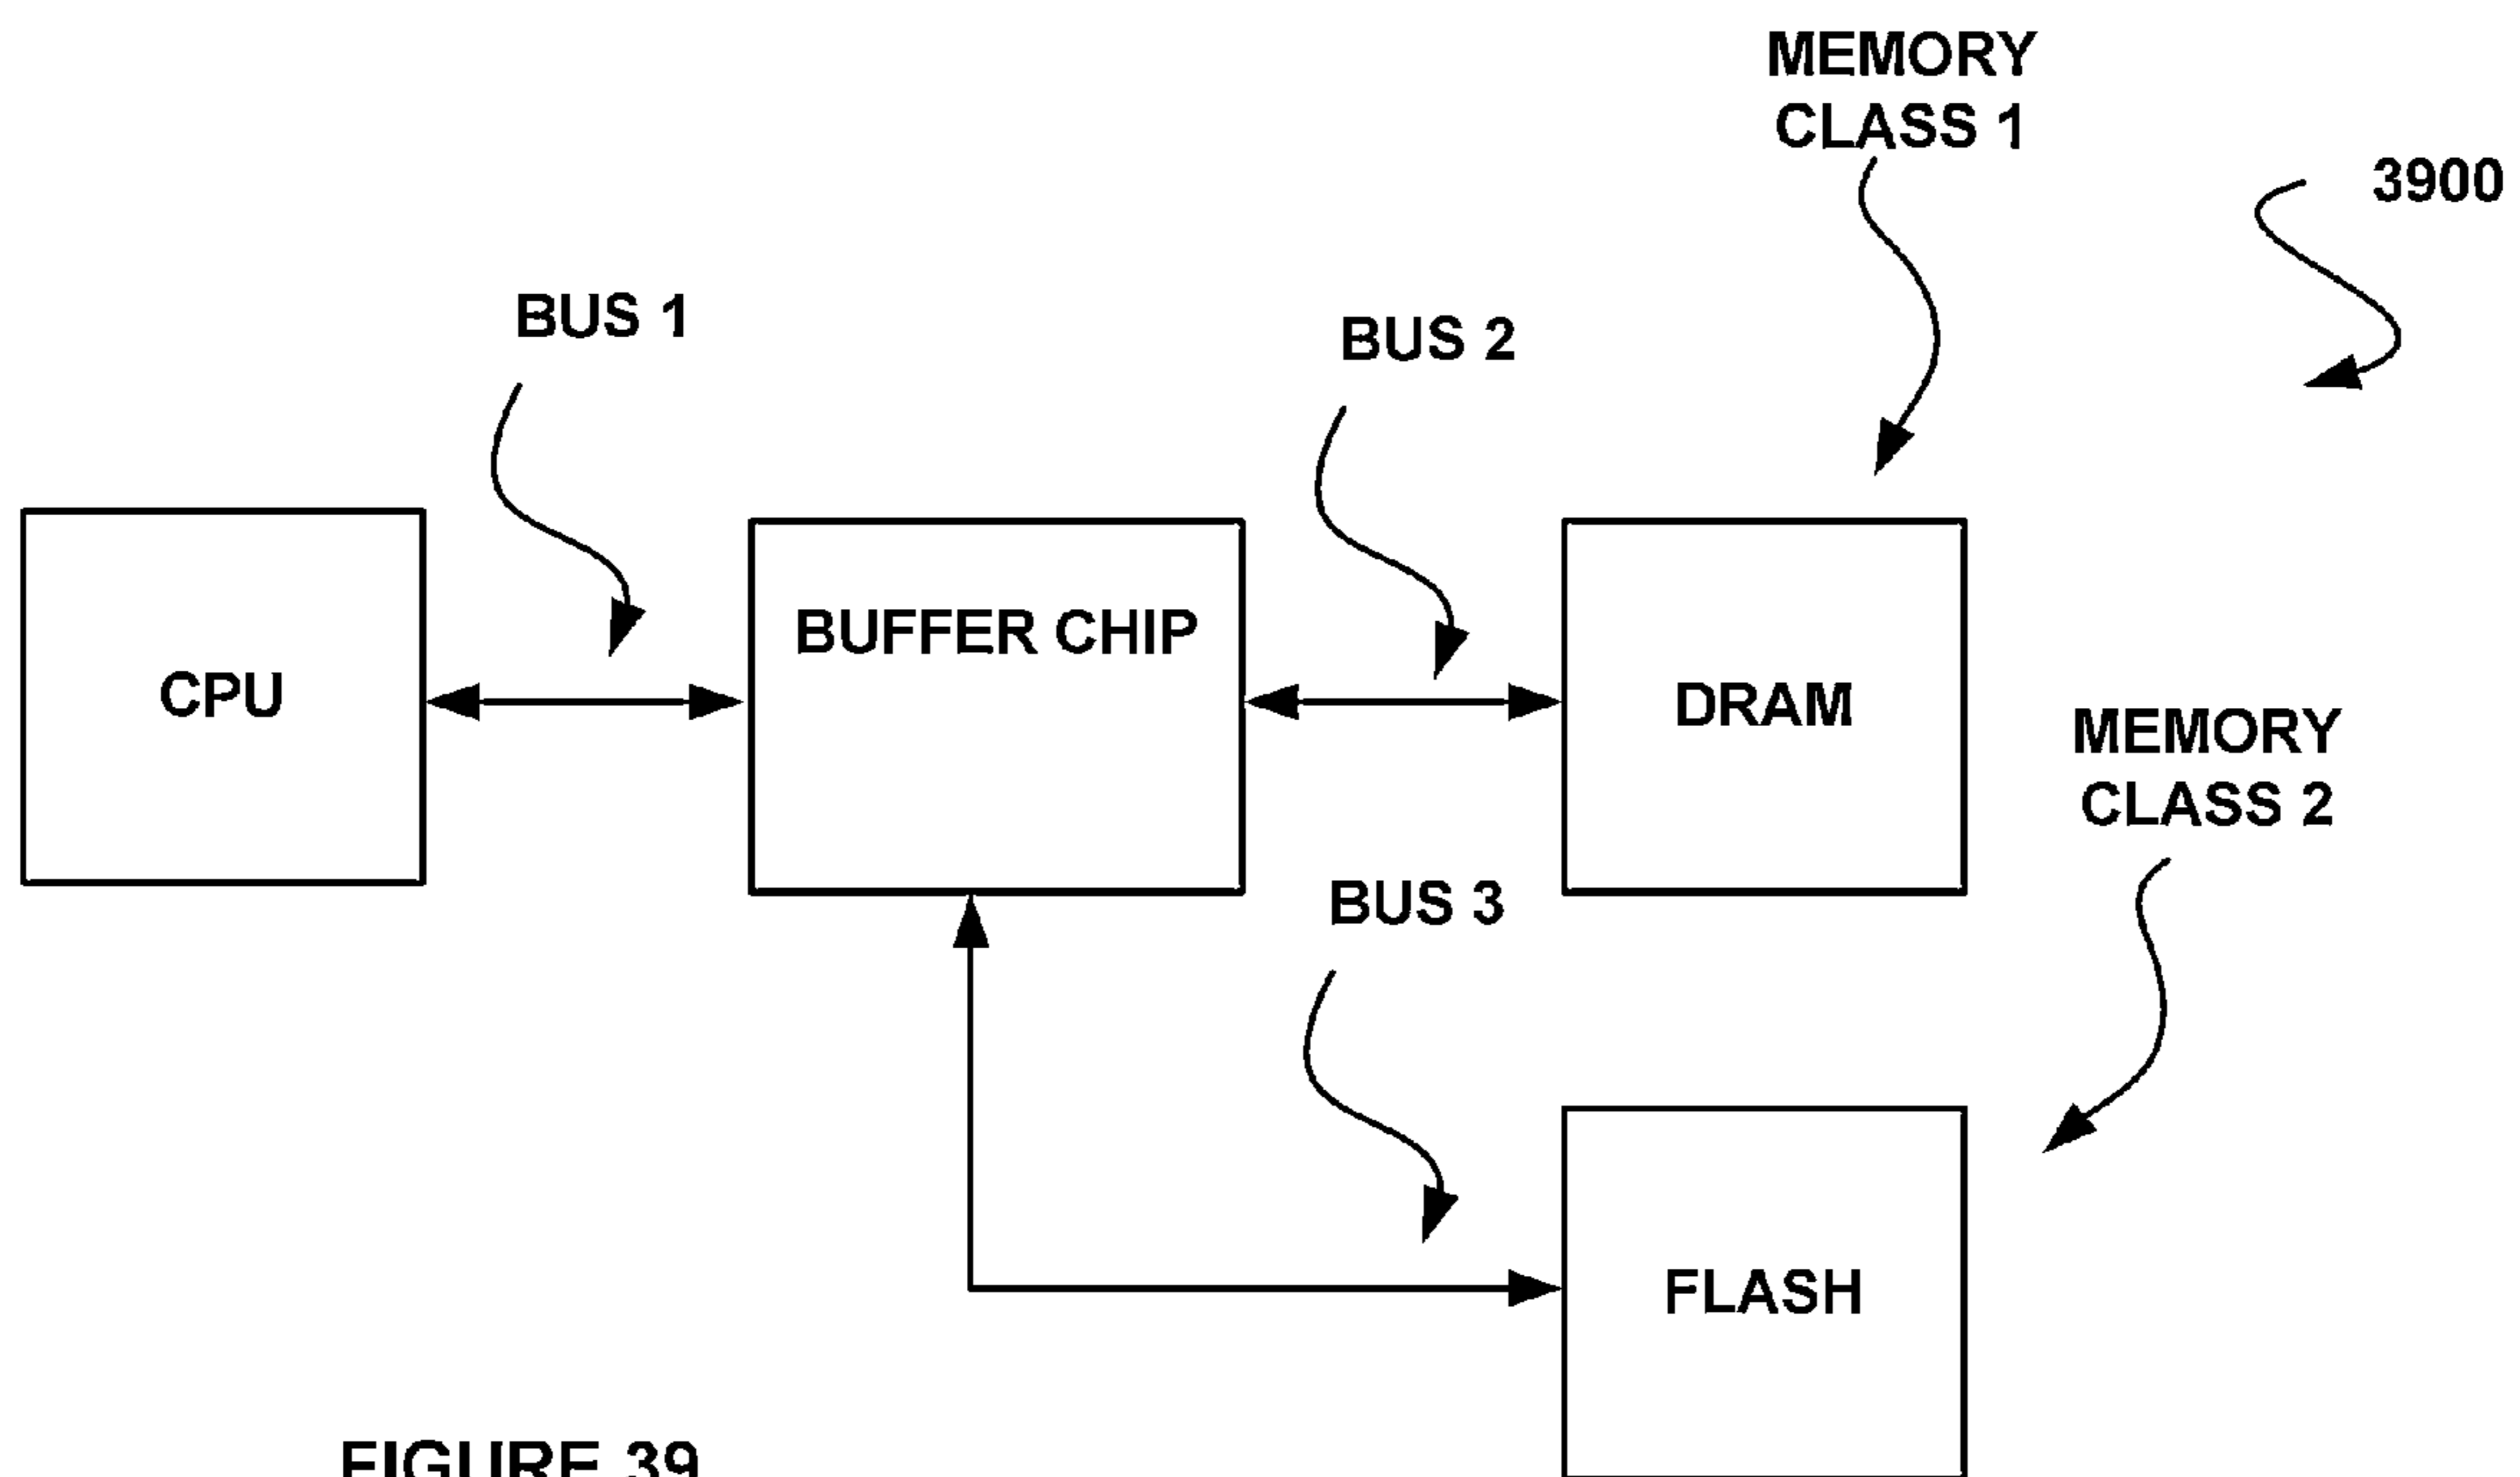 MEMORY
CLASS 1
3900
BUS 1
BUS 2
BUFFER CHIP
CPU
DRAM
MEMORY
CLASS 2
BUS 3
FLASH
FIGURE 39